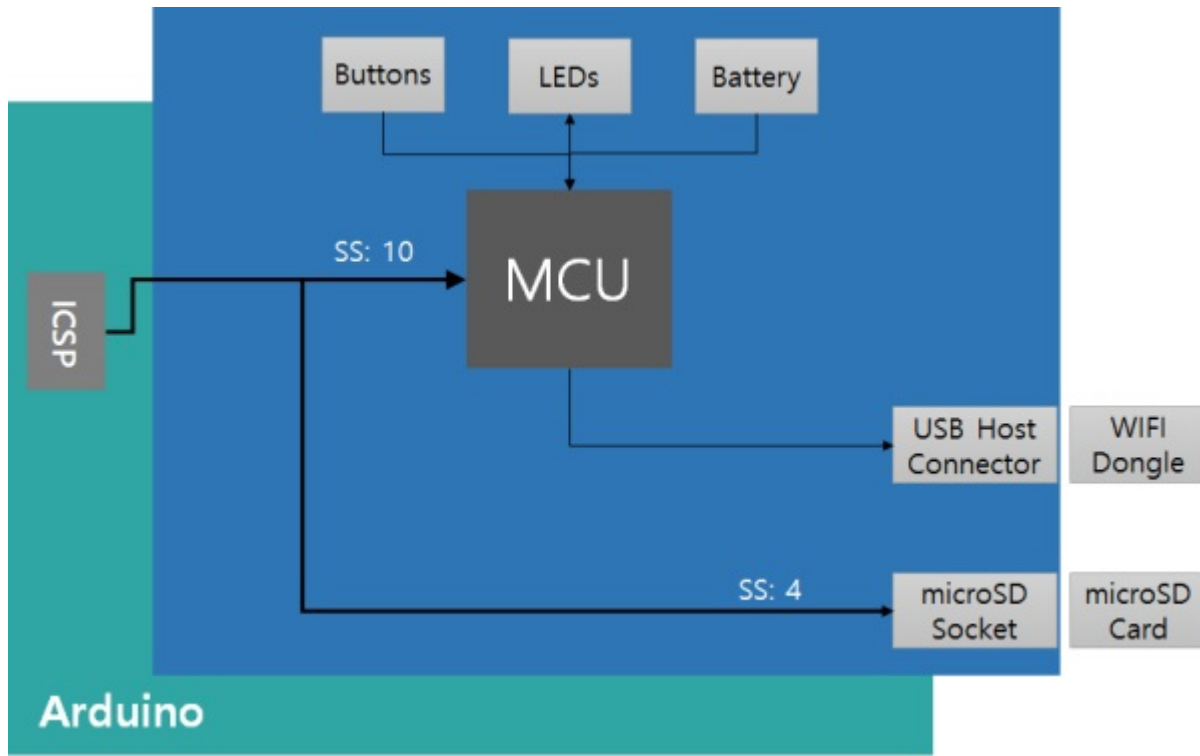 Buttons
LEDs
Battery
SS: 10
MCU
ICSP
USB Host
Connector
WIFI
Dongle
SS: 4
microSD
Socket
microSD
Card
Arduino